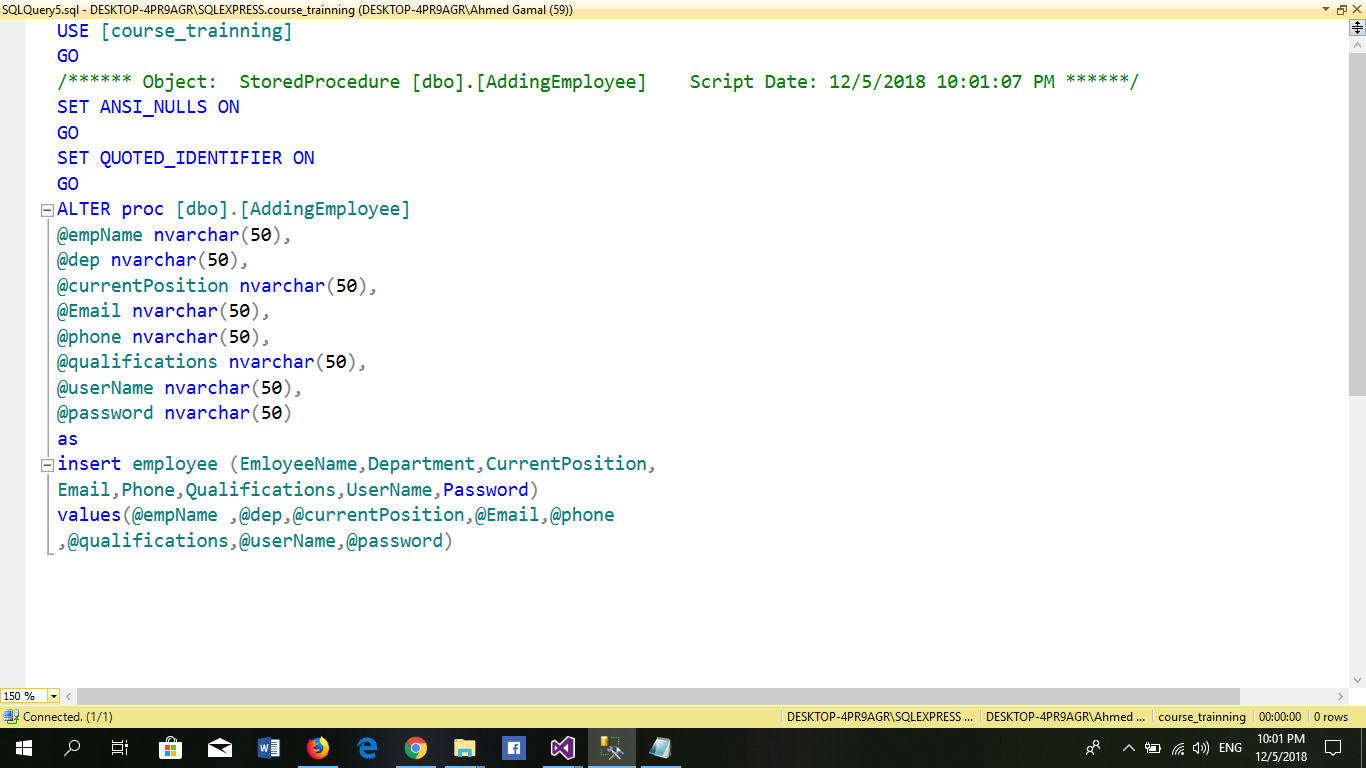 SQLQuery5.sql - DESKTOP-4PR9AGR\SQLEXPRESS.course_trainning (DESKTOP-4PR9AGR\Ahmed Gamal (59))
USE [course_trainning]
GO
/****** Object:  StoredProcedure [dbo].[AddingEmployee]    Script Date: 12/5/2018 10:01:07 PM ******/
SET ANSI_NULLS ON
GO
SET QUOTED_IDENTIFIER ON
GO
ALTER proc [dbo].[AddingEmployee]
@empName nvarchar(50),
@dep nvarchar(50),
@currentPosition nvarchar(50),
@Email nvarchar(50),
@phone nvarchar(50),
@qualifications nvarchar(50),
@userName nvarchar(50),
@password nvarchar(50)
as
insert employee (EmloyeeName,Department,CurrentPosition,
Email,Phone,Qualifications,UserName,Password)
values(@empName ,@dep,@currentPosition,@Email,@phone
,@qualifications,@userName,@password)
150 %
Connected. (1/1) DESKTOP-4PR9AGR\SQLEXPRESS ... DESKTOP-4PR9AGR\Ahmed ... course_trainning 00:00:00 0 rows
ENG 10:01 PM
12/5/2018